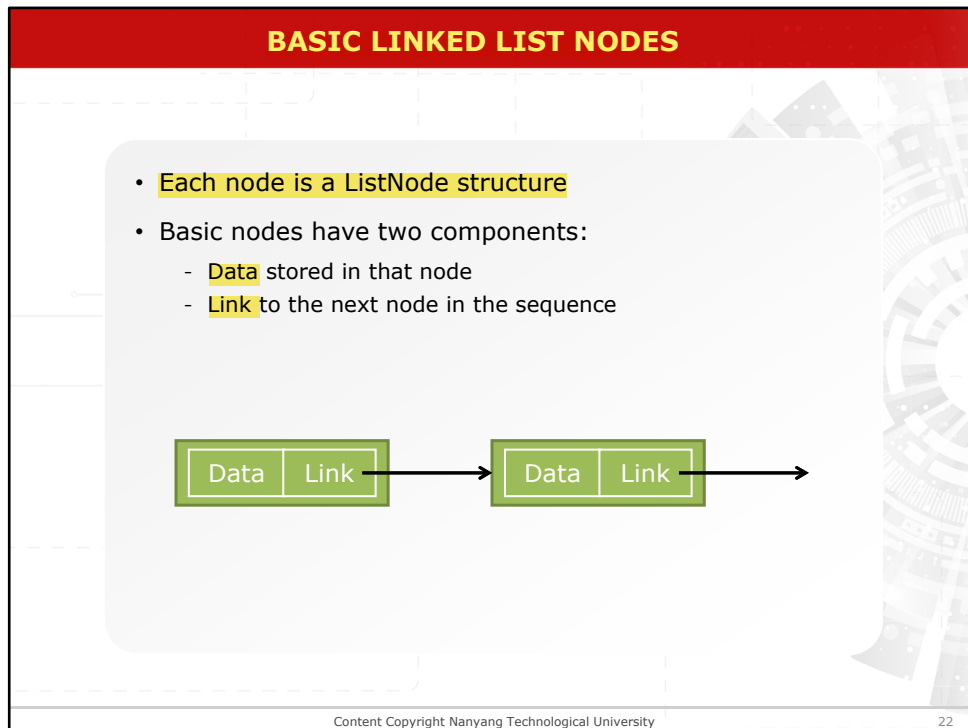 BASIC LINKED LIST NODES
• Each node is a ListNode structure
• Basic nodes have two components:
- Data stored in that node
- Link to the next node in the sequence
Data Link Data Link
Content Copyright Nanyang Technological University 22